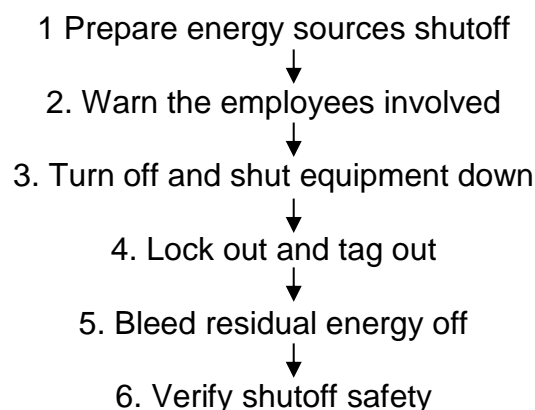 1 Prepare energy sources shutoff
2. Warn the employees involved
3. Turn off and shut equipment down
4. Lock out and tag out
5. Bleed residual energy off
6. Verify shutoff safety